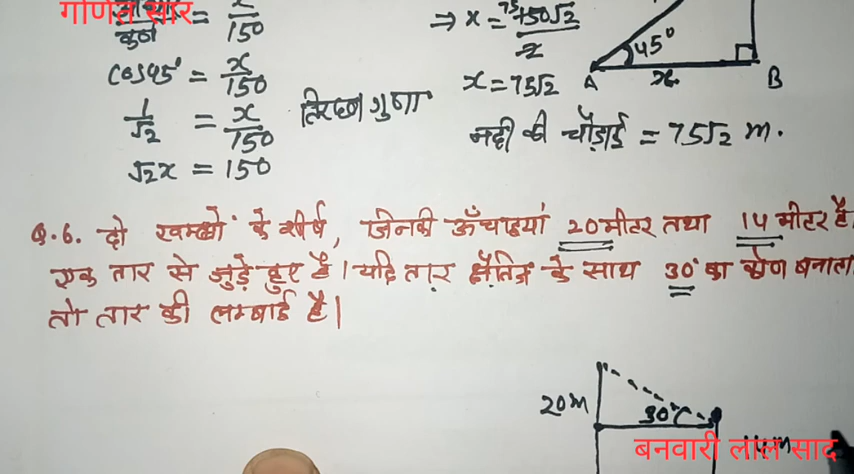 गणित सार
कर्ण = x/150
cos45° = x/150
1/√2 = x/150
तिरछा गुणा
√2x = 150
⇒ x = 150√2/2
75
x = 75√2
45°
A
x
B
नदी की चौड़ाई = 75√2 m.
Q.6. दो खम्भों के शीर्ष, जिनकी ऊँचाइयां 20मीटर तथा 14 मीटर है,
एक तार से जुड़े हुए है। यदि तार क्षैतिज के साथ 30° का कोण बनाता
तो तार की लम्बाई है।
20m
30°
बनवारी लाल साद